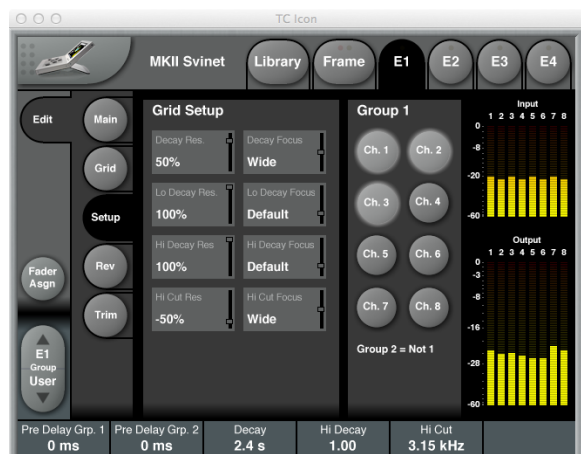 TC Icon
MKII Svinet
Library
Frame
E1
E2
E3
E4
Edit
Main
Grid
Setup
Rev
Trim
Fader
Asgn
E1
Group
User
Grid Setup
Decay Res.
50%
Decay Focus
Wide
Lo Decay Res.
100%
Lo Decay Focus
Default
Hi Decay Res
100%
Hi Decay Focus
Default
Hi Cut Res
-50%
Hi Cut Focus
Wide
Group 1
Ch. 1
Ch. 2
Ch. 3
Ch. 4
Ch. 5
Ch. 6
Ch. 7
Ch. 8
Group 2 = Not 1
Input
1 2 3 4 5 6 7 8
0
-8
-20
-60
Output
1 2 3 4 5 6 7 8
0
-3
-8
-16
-28
-60
Pre Delay Grp. 1
0 ms
Pre Delay Grp. 2
0 ms
Decay
2.4 s
Hi Decay
1.00
Hi Cut
3.15 kHz